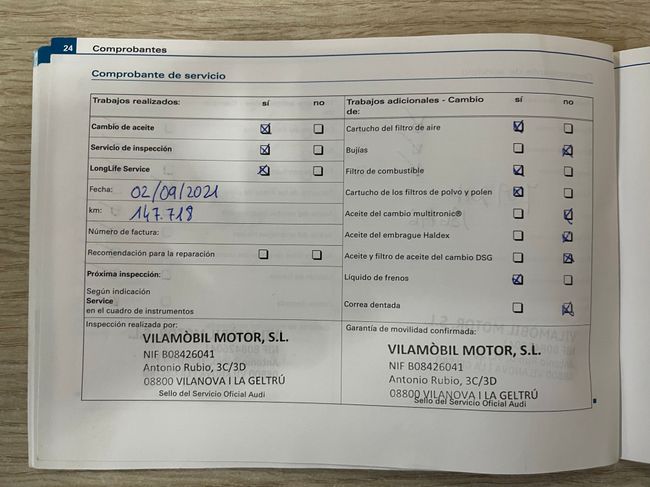 24 Comprobantes
Comprobante de servicio
Trabajos realizados: sí no
Cambio de aceite
Servicio de inspección
LongLife Service
Fecha: 02/09/2021
km: 147.718
Número de factura:
Recomendación para la reparación
Próxima inspección:
Según indicación
Service
en el cuadro de instrumentos
Inspección realizada por:
VILAMÒBIL MOTOR, S.L.
NIF B08426041
Antonio Rubio, 3C/3D
08800 VILANOVA I LA GELTRÚ
Sello del Servicio Oficial Audi
Trabajos adicionales - Cambio de: sí no
Cartucho del filtro de aire
Bujías
Filtro de combustible
Cartucho de los filtros de polvo y polen
Aceite del cambio multitronic®
Aceite del embrague Haldex
Aceite y filtro de aceite del cambio DSG
Líquido de frenos
Correa dentada
Garantía de movilidad confirmada:
VILAMÒBIL MOTOR, S.L.
NIF B08426041
Antonio Rubio, 3C/3D
08800 VILANOVA I LA GELTRÚ
Sello del Servicio Oficial Audi